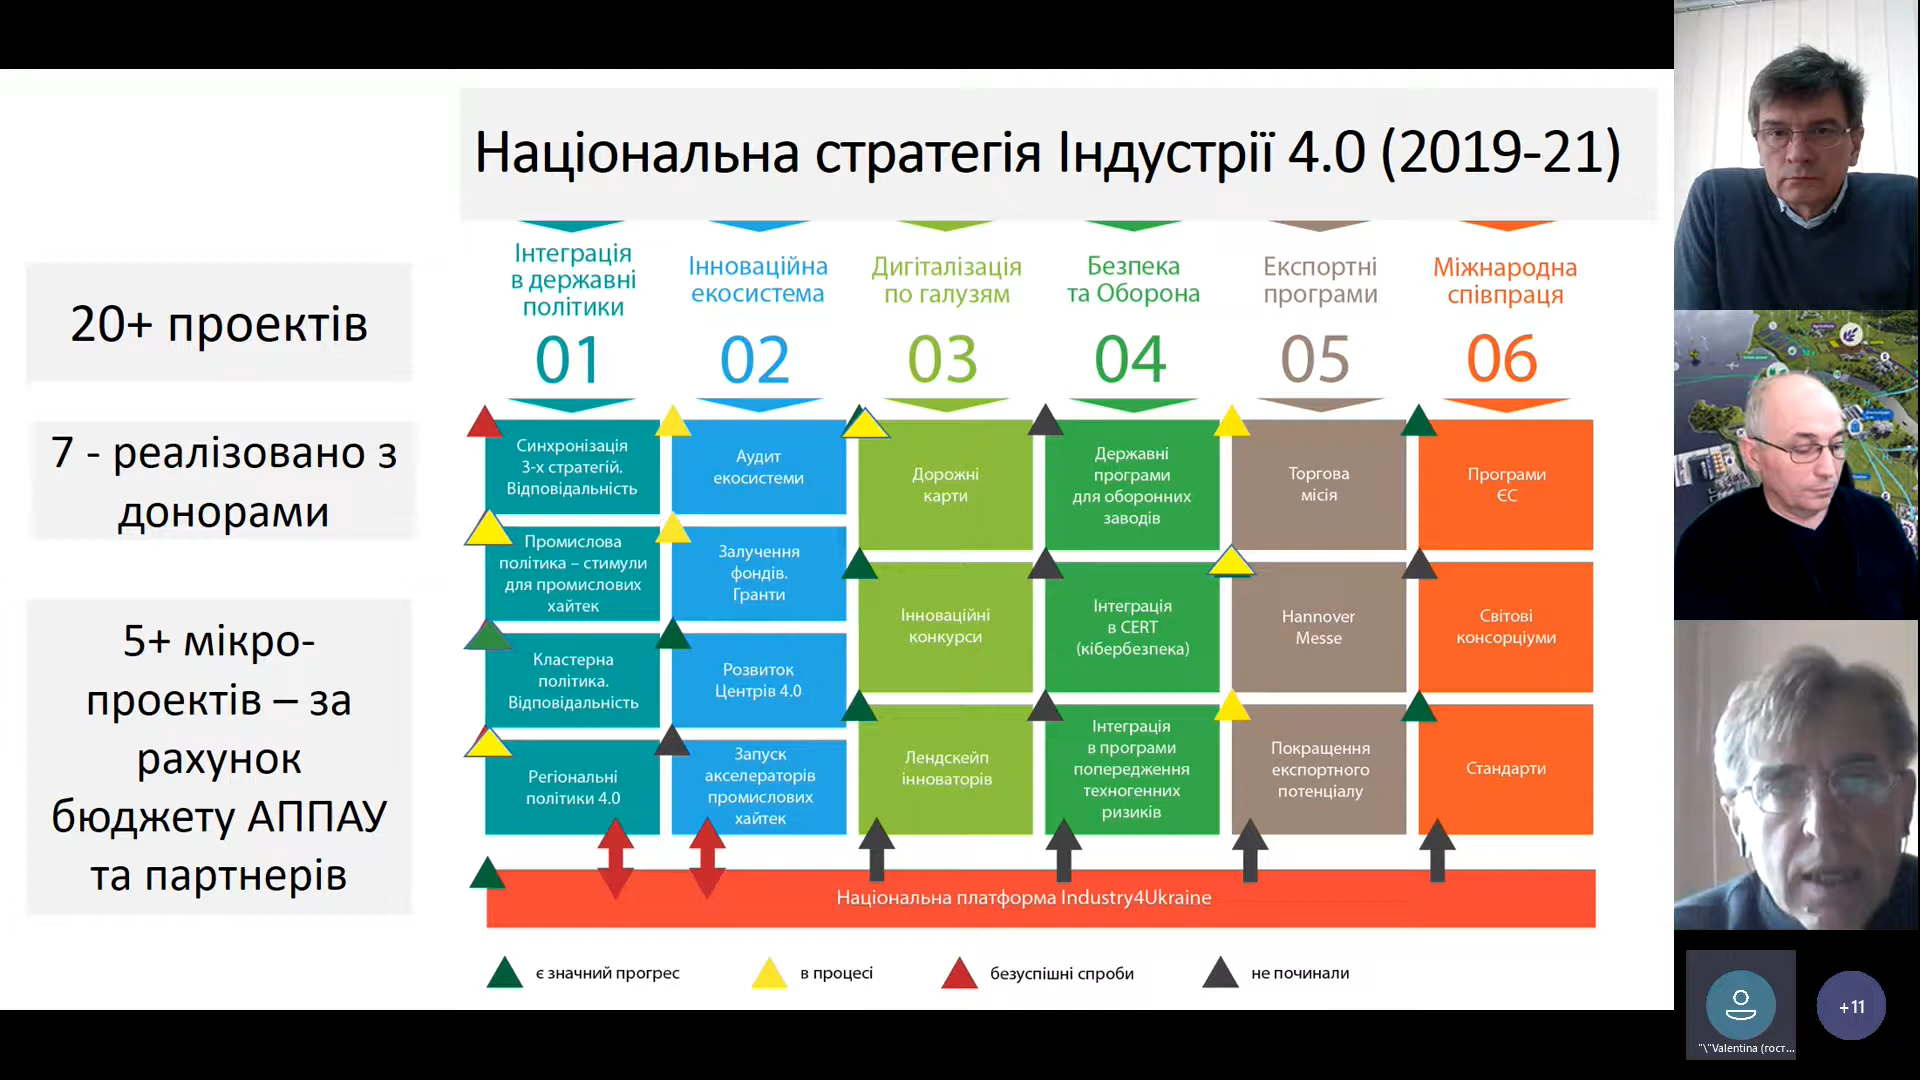 Національна стратегія Індустрії 4.0 (2019-21)
20+ проектів
7 - реалізовано з
донорами
5+ мікро-
проектів – за
рахунок
бюджету АППАУ
та партнерів
Інтеграція
в державні
політики
01
Синхронізація
3-х стратегій.
Відповідальність
Промислова
політика – стимули
для промислових
хайтек
Кластерна
політика.
Відповідальність
Регіональні
політики 4.0
Інноваційна
екосистема
02
Аудит
екосистеми
Залучення
фондів.
Гранти
Розвиток
Центрів 4.0
Запуск
акселераторів
промислових
хайтек
Дигіталізація
по галузям
03
Дорожні
карти
Інноваційні
конкурси
Лендскейп
інноваторів
Безпека
та Оборона
04
Державні
програми
для оборонних
заводів
Інтеграція
в CERT
(кібербезпека)
Інтеграція
в програми
попередження
техногенних
ризиків
Експортні
програми
05
Торгова
місія
Hannover
Messe
Покращення
експортного
потенціалу
Міжнародна
співпраця
06
Програми
ЄС
Світові
консорціуми
Стандарти
Національна платформа Industry4Ukraine
є значний прогрес
в процесі
безуспішні спроби
не починали
"\"Valentina (гост...
+11